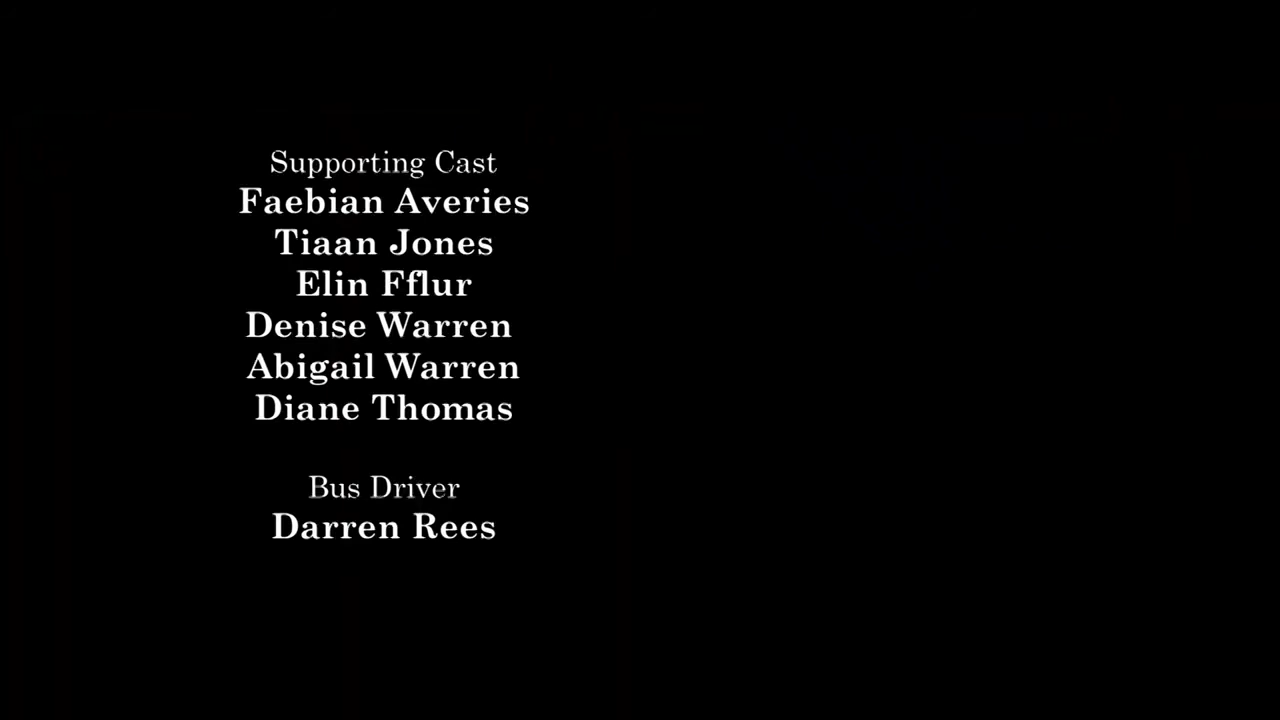 Supporting Cast
Faebian Averies
Tiaan Jones
Elin Fflur
Denise Warren
Abigail Warren
Diane Thomas
Bus Driver
Darren Rees